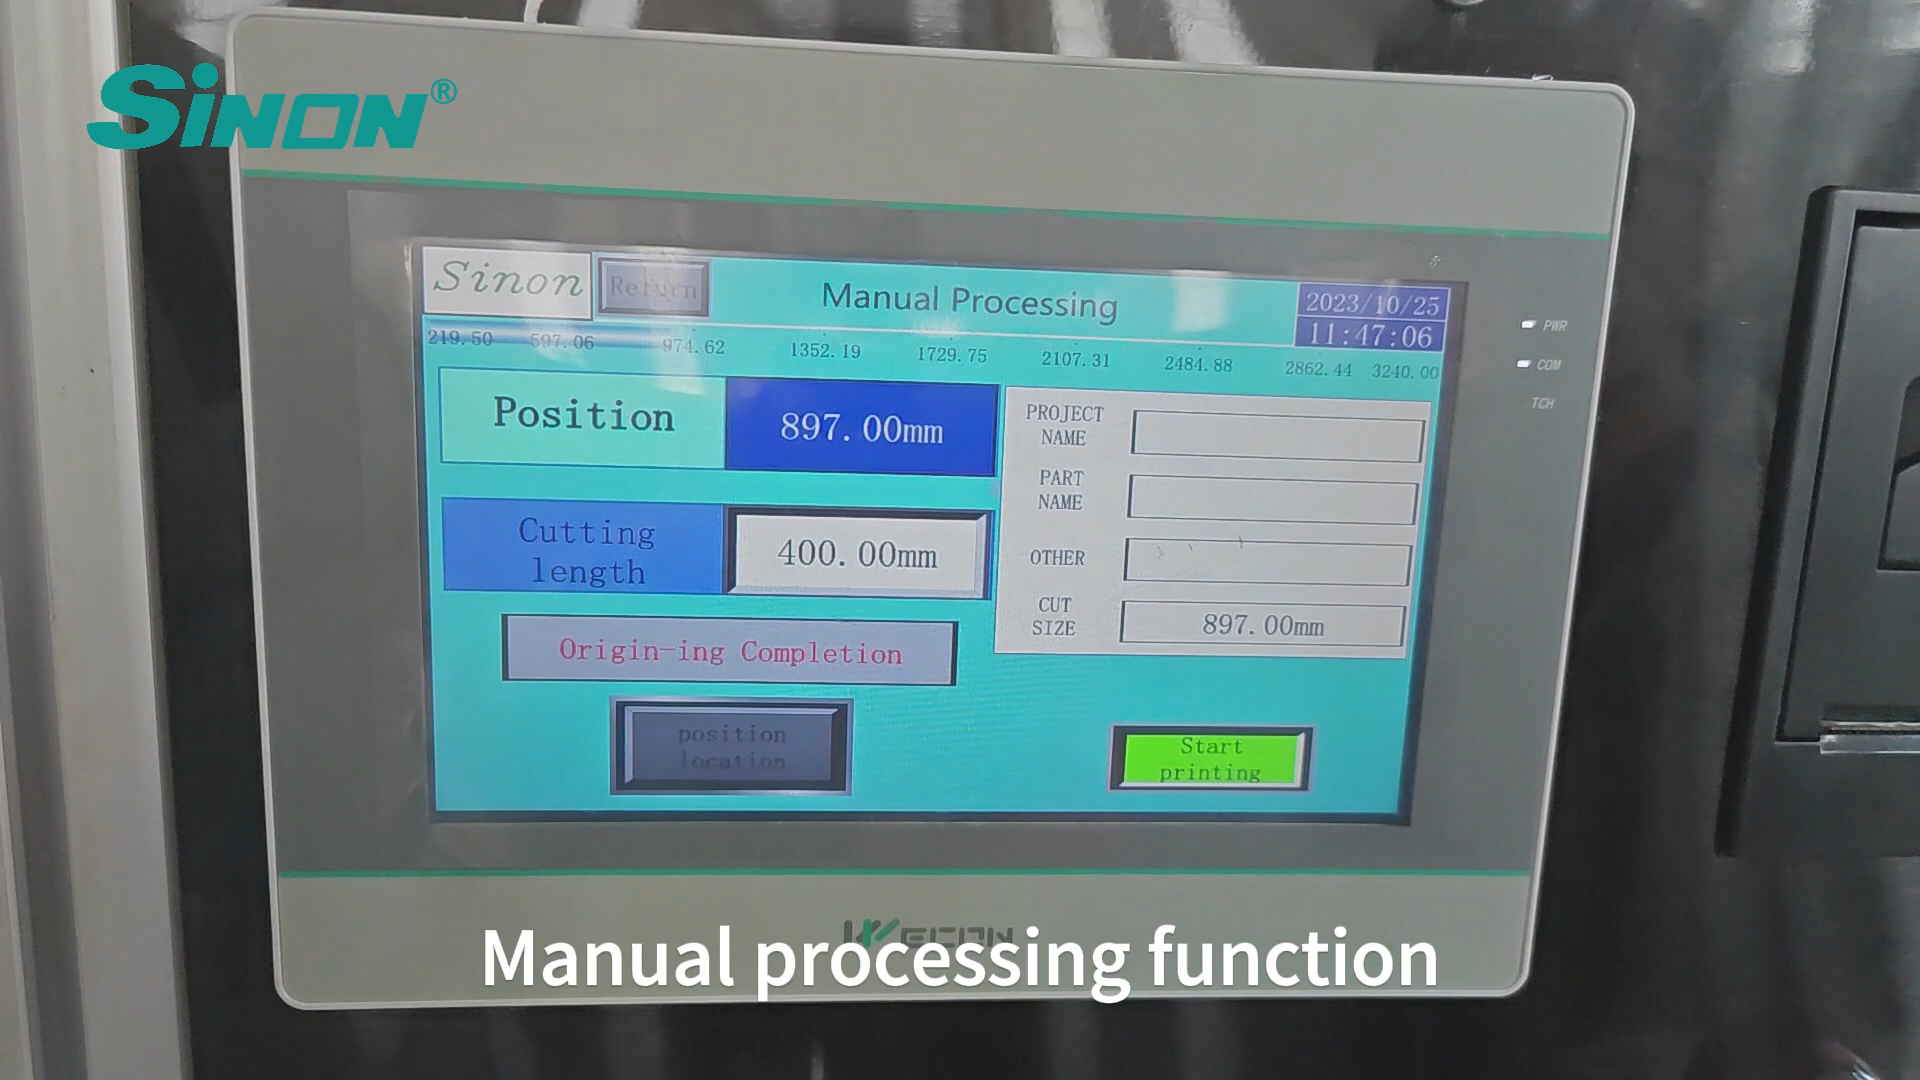 Sinon®
Sinon
Return
Manual Processing
2023/10/25
11:47:06
219.50 597.06 974.62 1352.19 1729.75 2107.31 2484.88 2862.44 3240.00
PWR
COM
TCH
Position
897.00mm
Cutting
length
400.00mm
Origin-ing Completion
position
location
PROJECT
NAME
PART
NAME
OTHER
CUT
SIZE
897.00mm
Start
printing
WECON
Manual processing function